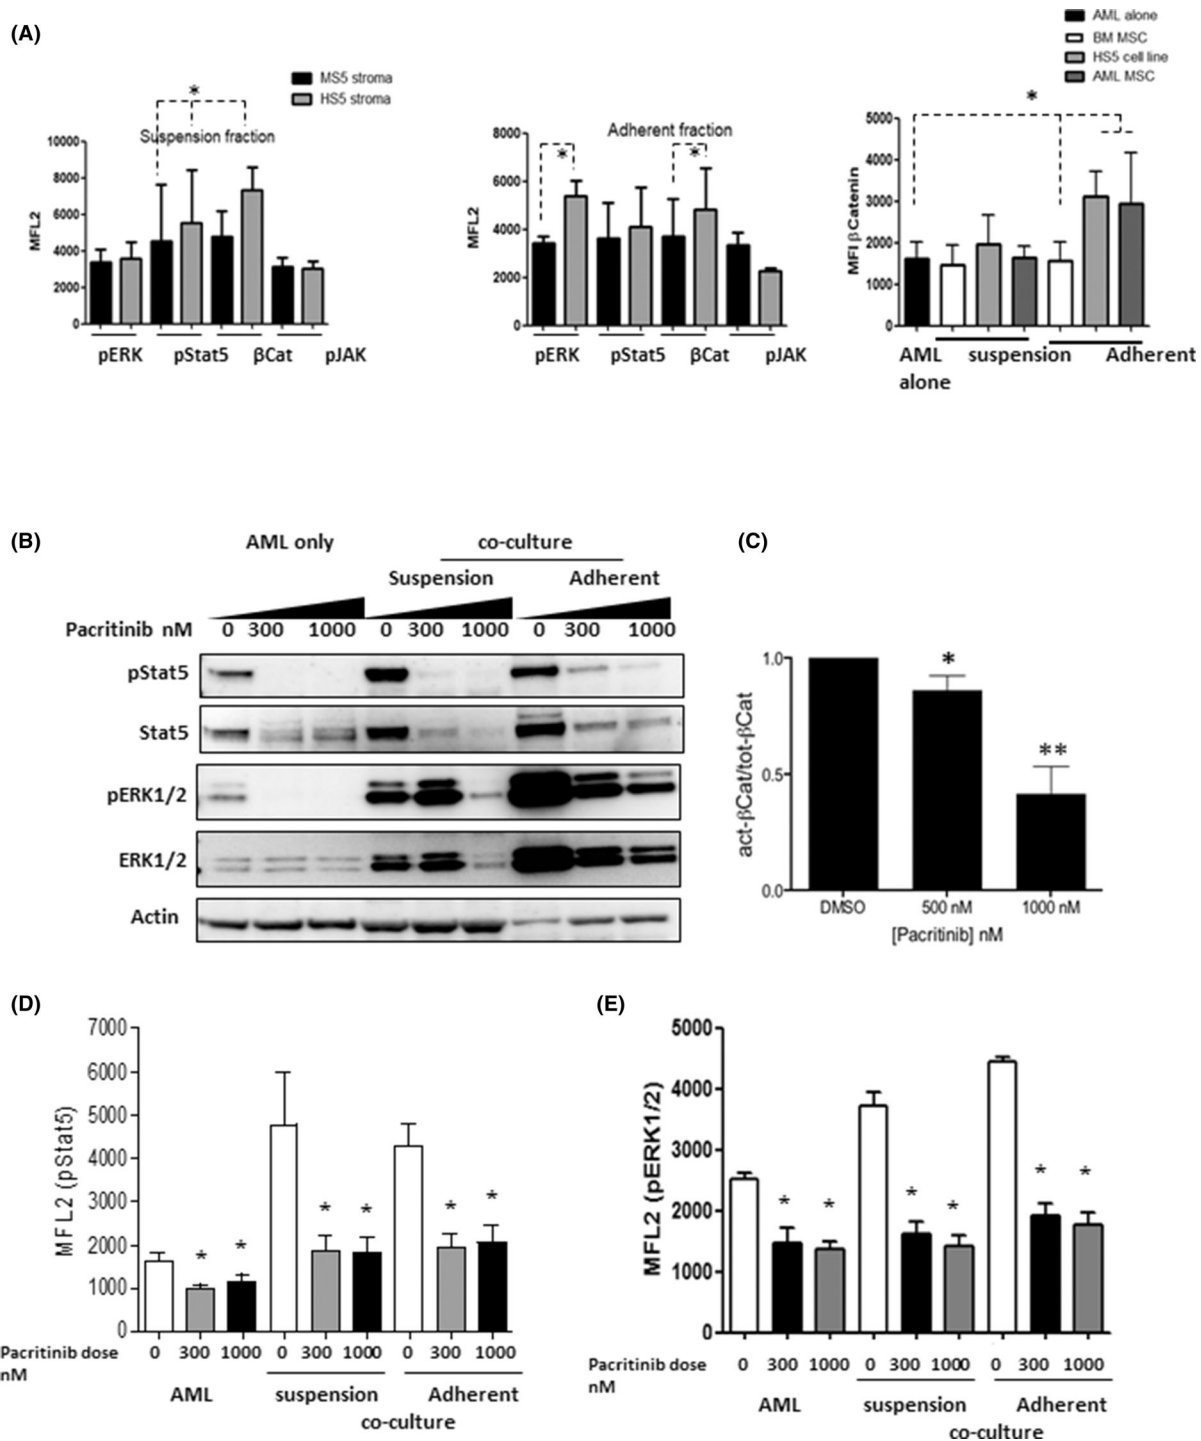 (A)
MS5 stroma
HS5 stroma
*
Suspension fraction
10000
8000
6000
4000
2000
0
MFL2
pERK pStat5 βCat pJAK
Adherent fraction
* *
8000
6000
4000
2000
0
MFL2
pERK pStat5 βCat pJAK
AML alone
BM MSC
HS5 cell line
AML MSC
*
5000
4000
3000
2000
1000
0
MFI βCatenin
AML suspension Adherent
alone
(B)
AML only co-culture
Suspension Adherent
Pacritinib nM 0 300 1000 0 300 1000 0 300 1000
pStat5
Stat5
pERK1/2
ERK1/2
Actin
(C)
1.0
0.5
0.0
act-βCat/tot-βCat
*
**
DMSO 500 nM 1000 nM
[Pacritinib] nM
(D)
7000
6000
5000
4000
3000
2000
1000
0
MFL2 (pStat5)
* * * * * *
Pacritinib dose 0 300 1000 0 300 1000 0 300 1000
nM
AML suspension Adherent
co-culture
(E)
5000
4000
3000
2000
1000
0
MFL2 (pERK1/2)
* * * * * *
Pacritinib dose 0 300 1000 0 300 1000 0 300 1000
nM
AML suspension Adherent
co-culture